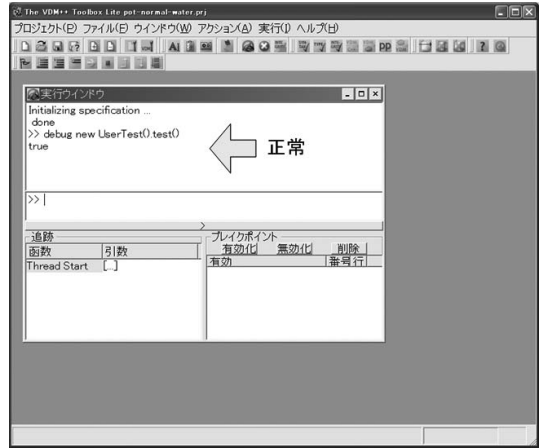 The VDM++ Toolbox Lite pot-normal-water.prj
プロジェクト(P) ファイル(F) ウインドウ(W) アクション(A) 実行(I) ヘルプ(H)
実行ウインドウ
Initializing specification ...
done
>> debug new UserTest().test()
true
正常
>>
追跡
函数 引数
Thread Start [...]
ブレイクポイント
有効化 無効化 削除
有効 番号行